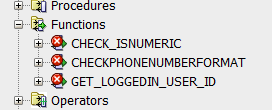 Procedures
Functions
CHECK_ISNUMERIC
CHECKPHONENUMBERFORMAT
GET_LOGGEDIN_USER_ID
Operators